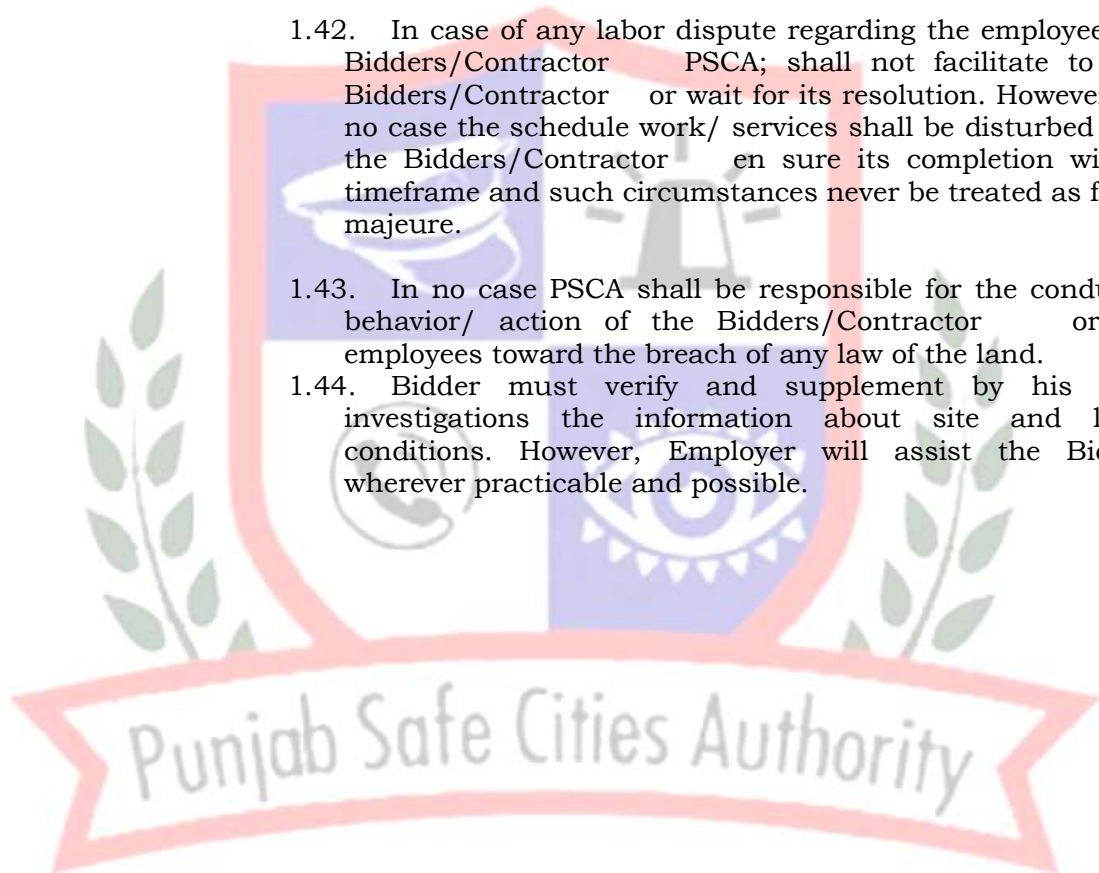 1.42. In case of any labor dispute regarding the employee
Bidders/Contractor PSCA; shall not facilitate to
Bidders/Contractor or wait for its resolution. However
no case the schedule work/ services shall be disturbed
the Bidders/Contractor en sure its completion wi
timeframe and such circumstances never be treated as f
majeure.
1.43. In no case PSCA shall be responsible for the condu
behavior/ action of the Bidders/Contractor or
employees toward the breach of any law of the land.
1.44. Bidder must verify and supplement by his
investigations the information about site and l
conditions. However, Employer will assist the Bid
wherever practicable and possible.
Punjab Safe Cities Authority